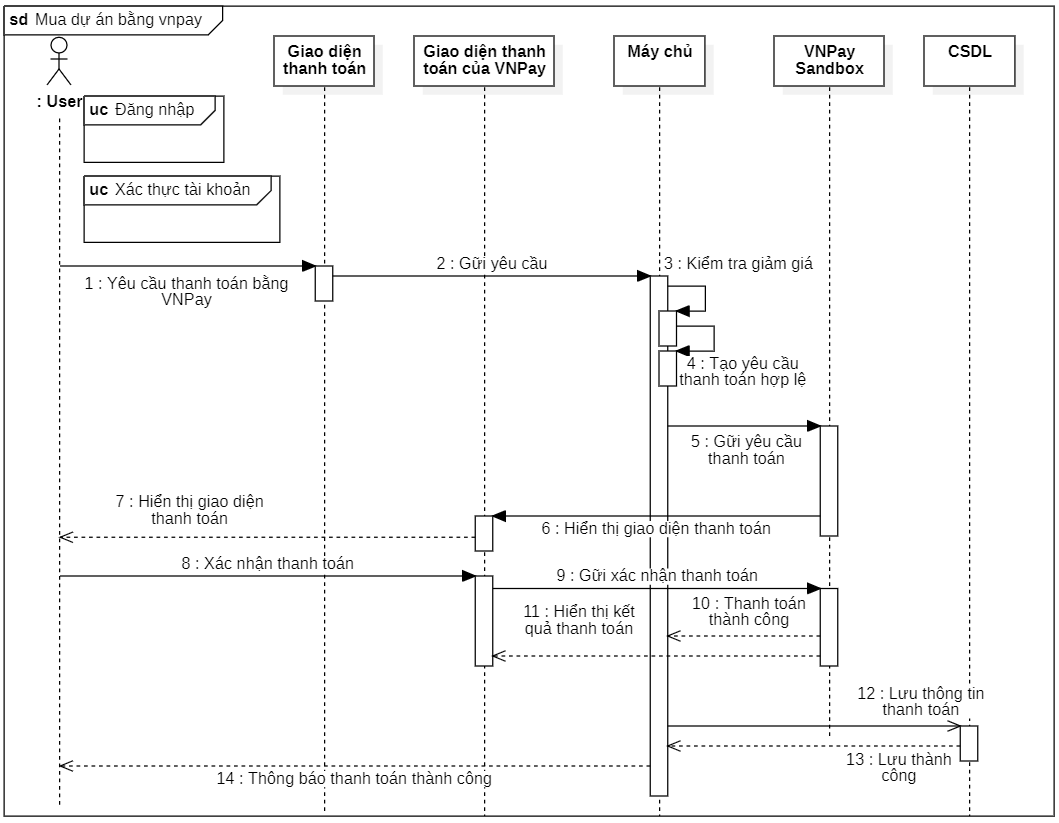 sd Mua dự án bằng vnpay
Giao diện
thanh toán
Giao diện thanh
toán của VNPay
Máy chủ
VNPay
Sandbox
CSDL
: User
uc Đăng nhập
uc Xác thực tài khoản
1 : Yêu cầu thanh toán bằng
VNPay
2 : Gữi yêu cầu
3 : Kiểm tra giảm giá
4 : Tạo yêu cầu
thanh toán hợp lệ
5 : Gữi yêu cầu
thanh toán
6 : Hiển thị giao diện thanh toán
7 : Hiển thị giao diện
thanh toán
8 : Xác nhận thanh toán
9 : Gữi xác nhận thanh toán
10 : Thanh toán
thành công
11 : Hiển thị kết
quả thanh toán
12 : Lưu thông tin
thanh toán
13 : Lưu thành
công
14 : Thông báo thanh toán thành công